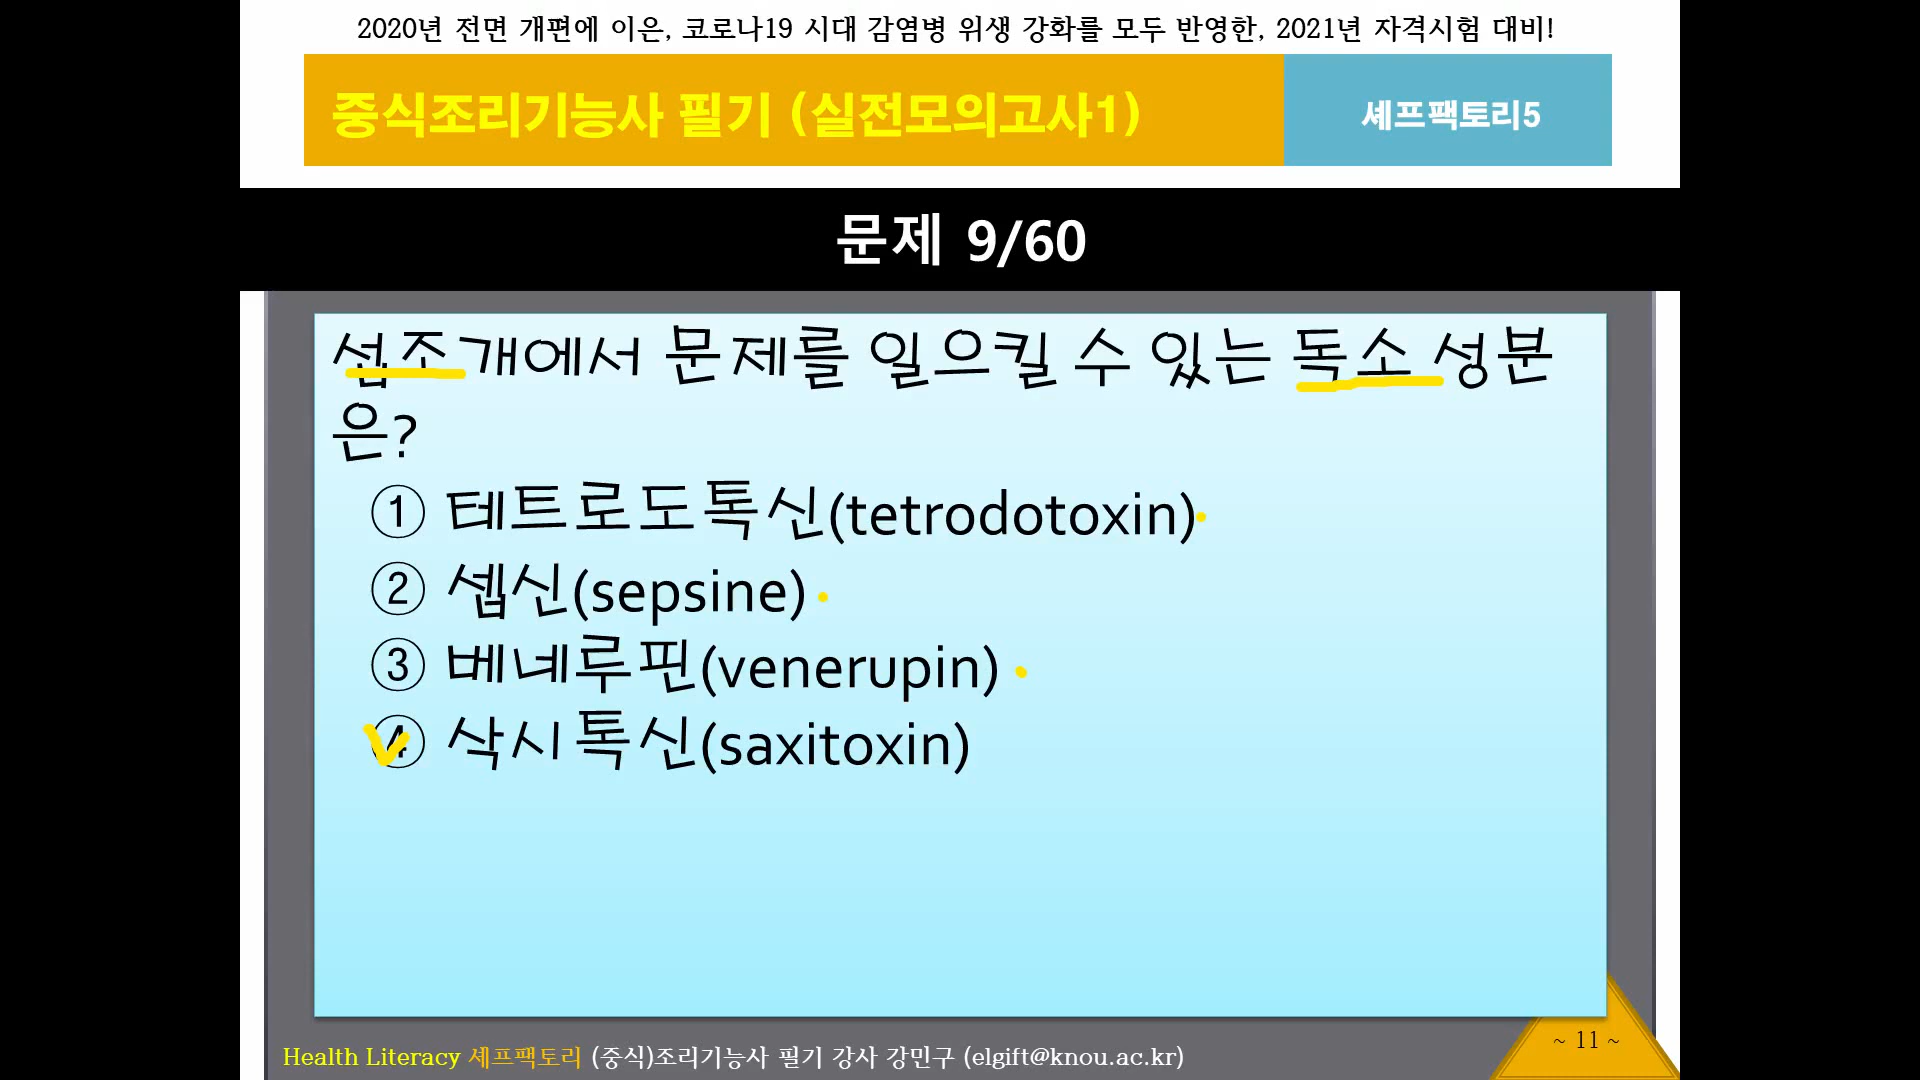 2020년 전면 개편에 이은, 코로나19 시대 감염병 위생 강화를 모두 반영한, 2021년 자격시험 대비!
중식조리기능사 필기 (실전모의고사1)
셰프팩토리5
문제 9/60
섭조개에서 문제를 일으킬 수 있는 독소 성분
은?
① 테트로도톡신(tetrodotoxin)
② 셉신(sepsine)
③ 베네루핀(venerupin)
④ 삭시톡신(saxitoxin)
~ 11 ~
Health Literacy 셰프팩토리 (중식)조리기능사 필기 강사 강민구 (elgift@knou.ac.kr)